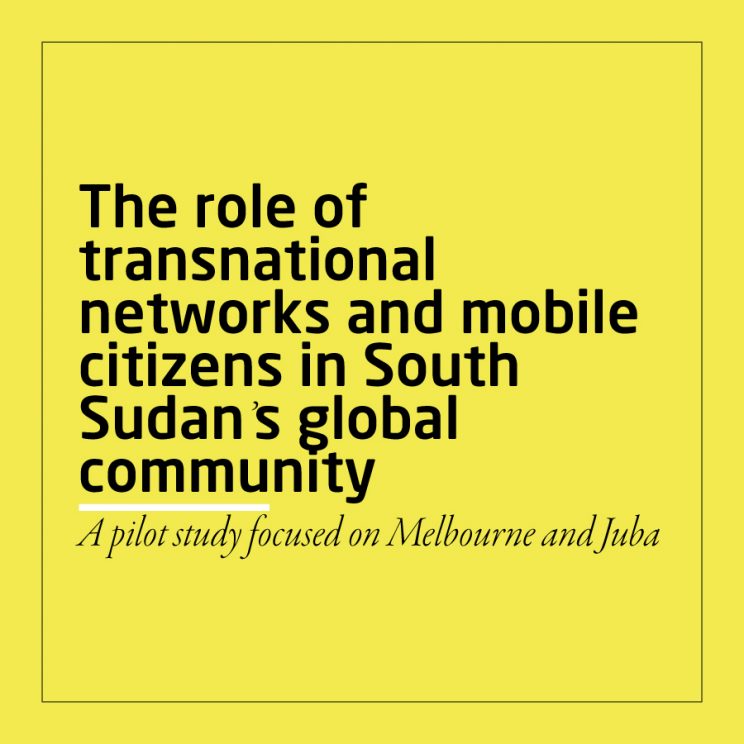 The role of
transnational
networks and mobile
citizens in South
Sudan’s global
community
A pilot study focused on Melbourne and Juba